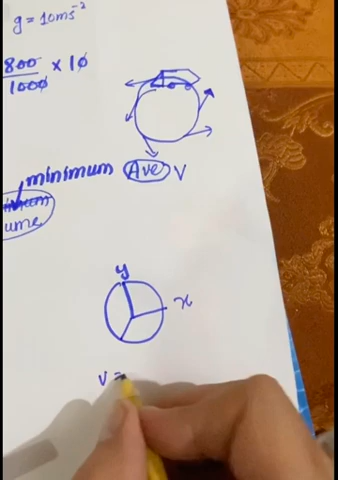 g = 10ms⁻²
800/1000 × 10
minimum Ave V
ume
y
x
v =